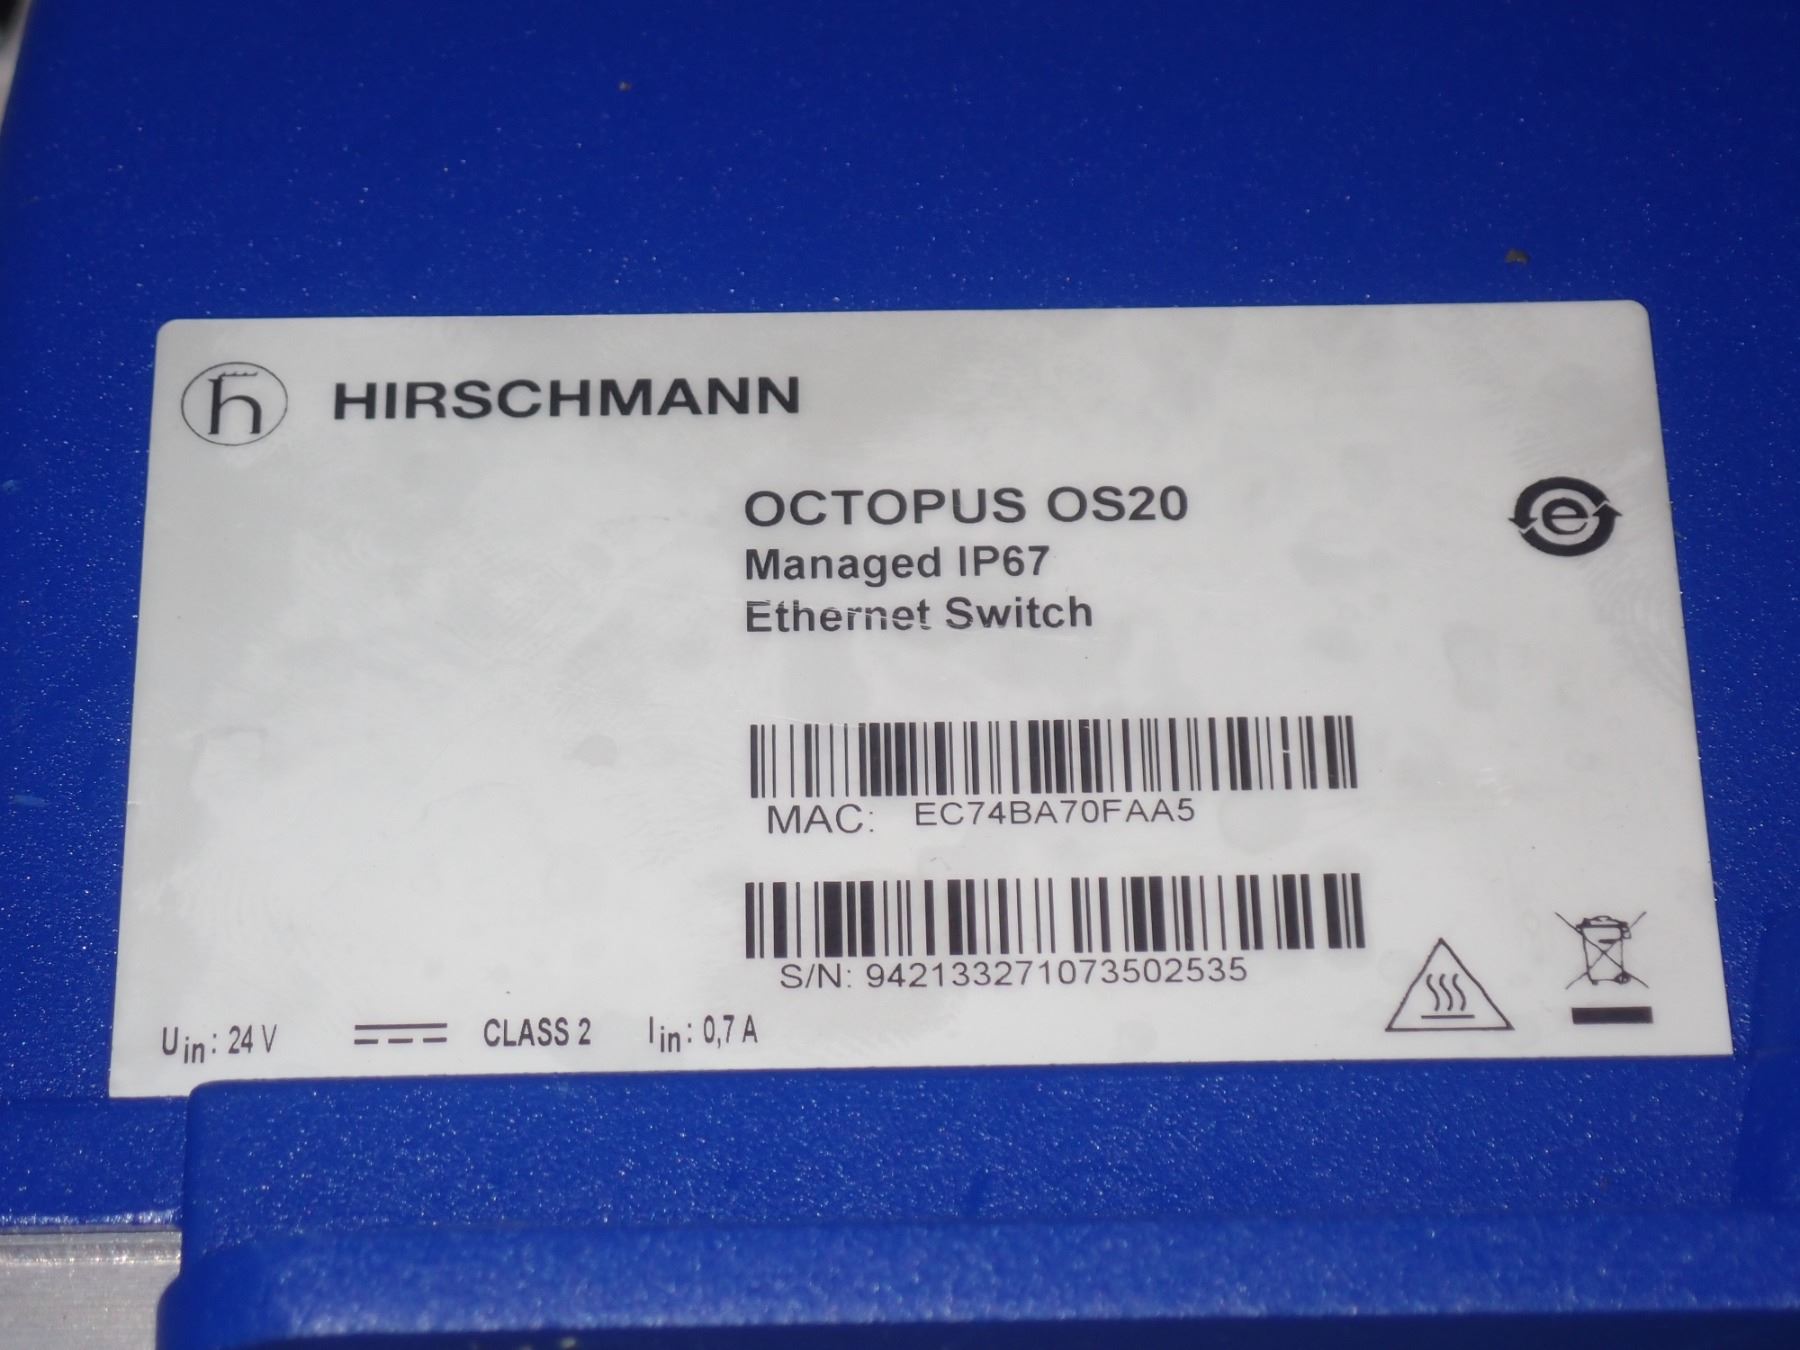 HIRSCHMANN
OCTOPUS OS20
Managed IP67
Ethernet Switch
MAC: EC74BA70FAA5
S/N: 942133271073502535
Uin: 24 V CLASS 2 Iin: 0,7 A